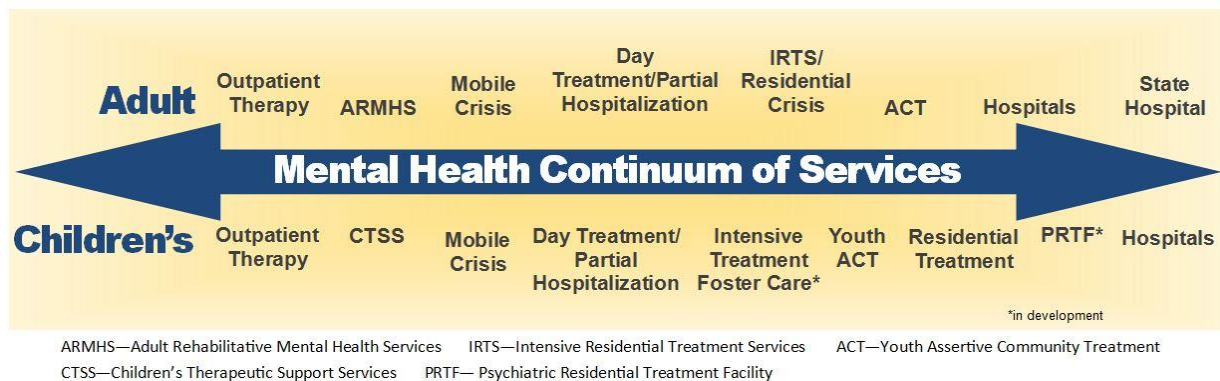 Adult
Outpatient
Therapy
ARMHS
Mobile
Crisis
Day
Treatment/Partial
Hospitalization
IRTS/
Residential
Crisis
ACT
Hospitals
State
Hospital
Mental Health Continuum of Services
Children's
Outpatient
Therapy
CTSS
Mobile
Crisis
Day Treatment/
Partial
Hospitalization
Intensive
Treatment
Foster Care*
Youth
ACT
Residential
Treatment
PRTF*
Hospitals
*in development
ARMHS—Adult Rehabilitative Mental Health Services IRTS—Intensive Residential Treatment Services ACT—Youth Assertive Community Treatment
CTSS—Children's Therapeutic Support Services PRTF— Psychiatric Residential Treatment Facility